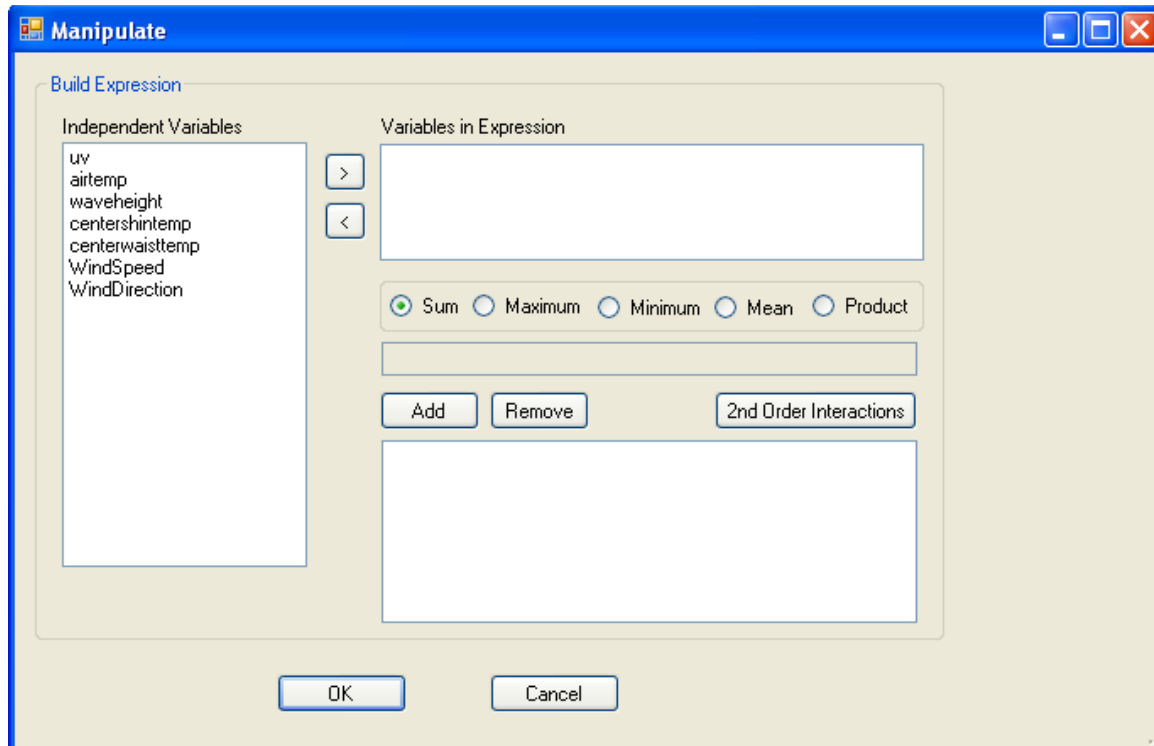 Manipulate
Build Expression
Independent Variables
Variables in Expression
uv
airtemp
waveheight
centershintemp
centerwaisttemp
WindSpeed
WindDirection
>
<
Sum Maximum Minimum Mean Product
Add Remove 2nd Order Interactions
OK Cancel